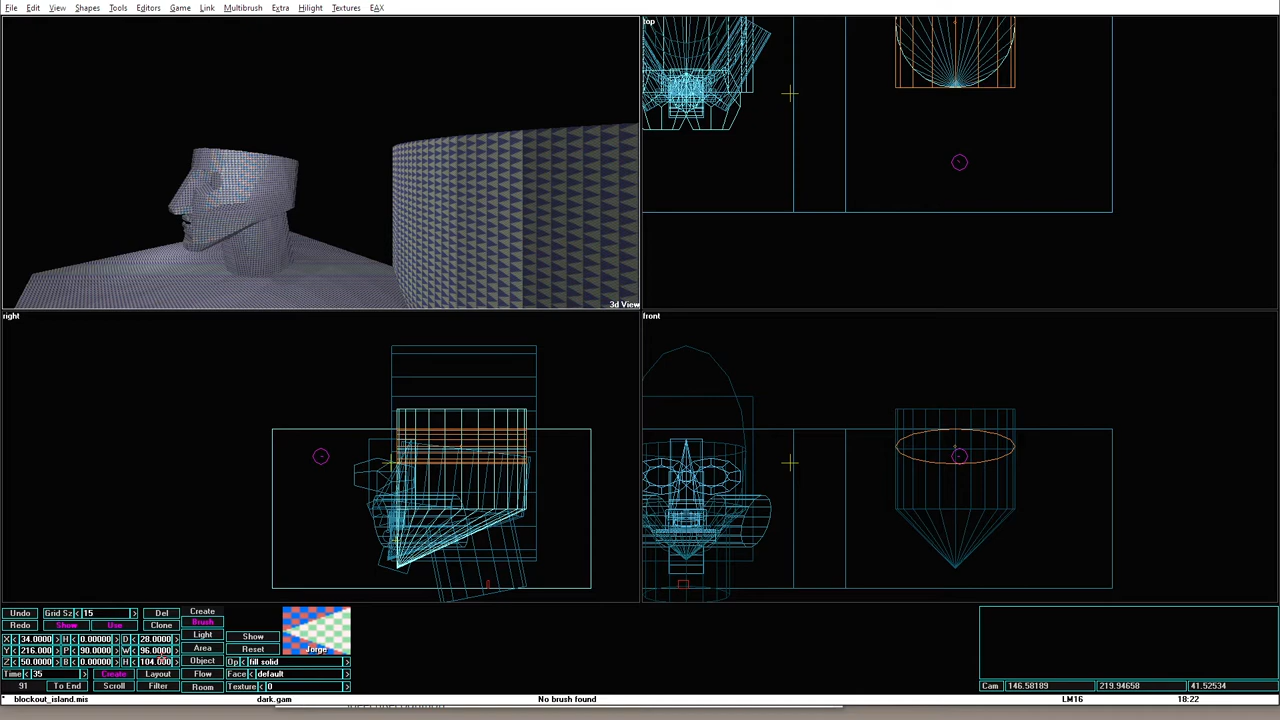 File Edit View Shapes Tools Editors Game Link Multibrush Extra Hilight Textures EAX
top
3d View
right
front
Undo Grid Sz < 15 > Del Create
Redo Show Use Clone Brush
X < 34.0000 > H < 0.00000 > D < 28.0000 > Light Show
Y < 216.000 > P < 90.0000 > W < 96.0000 > Area Reset
Z < 50.0000 > B < 0.00000 > H < 104.000 > Object Op < fill solid >
Time < 35 > Create Layout Flow Face < default >
91 To End Scroll Filter Room Texture < 0 >
Jorge
Cam 146.58189 219.94658 41.52534
* blockout_island.mis dark.gam No brush found LM16 18:22